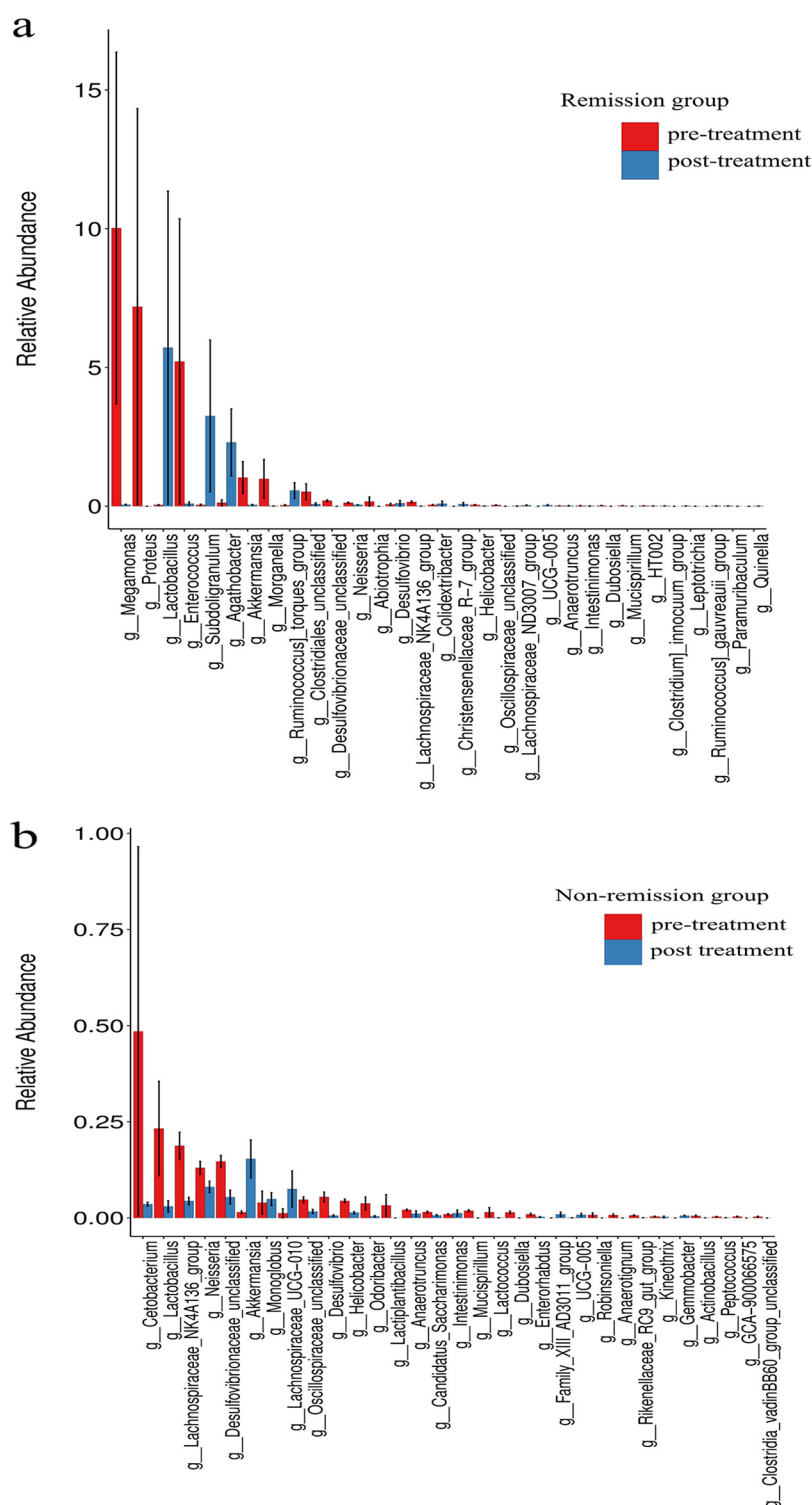 a
15
10
5
0
Relative Abundance
Remission group
pre-treatment
post-treatment
g__Megamonas
g__Proteus
g__Lactobacillus
g__Enterococcus
g__Subdoligranulum
g__Agathobacter
g__Akkermansia
g__Morganella
g__Ruminococcus]_torques_group
g__Clostridiales_unclassified
g__Desulfovibrionaceae_unclassified
g__Neisseria
g__Abiotrophia
g__Desulfovibrio
g__Lachnospiraceae_NK4A136_group
g__Colidextribacter
g__Christensenellaceae_R-7_group
g__Helicobacter
g__Oscillospiraceae_unclassified
g__Lachnospiraceae_ND3007_group
g__UCG-005
g__Anaerotruncus
g__Intestinimonas
g__Dubosiella
g__Mucispirillum
g__HT002
g__Clostridium]_innocuum_group
g__Leptotrichia
g__Ruminococcus]_gauvreauii_group
g__Paramuribaculum
g__Quinella
b
1.00
0.75
0.50
0.25
0.00
Relative Abundance
Non-remission group
pre-treatment
post treatment
g__Cetobacterium
g__Lactobacillus
g__Lachnospiraceae_NK4A136_group
g__Neisseria
g__Desulfovibrionaceae_unclassified
g__Akkermansia
g__Monoglobus
g__Lachnospiraceae_UCG-010
g__Oscillospiraceae_unclassified
g__Desulfovibrio
g__Helicobacter
g__Odoribacter
g__Lactiplantibacillus
g__Anaerotruncus
g__Candidatus_Saccharimonas
g__Intestinimonas
g__Mucispirillum
g__Lactococcus
g__Dubosiella
g__Enterorhabdus
g__Family_XIII_AD3011_group
g__UCG-005
g__Robinsoniella
g__Anaerotignum
g__Rikenellaceae_RC9_gut_group
g__Kineothrix
g__Gemmobacter
g__Actinobacillus
g__Peptococcus
g__GCA-900066575
g__Clostridia_vadinBB60_group_unclassified